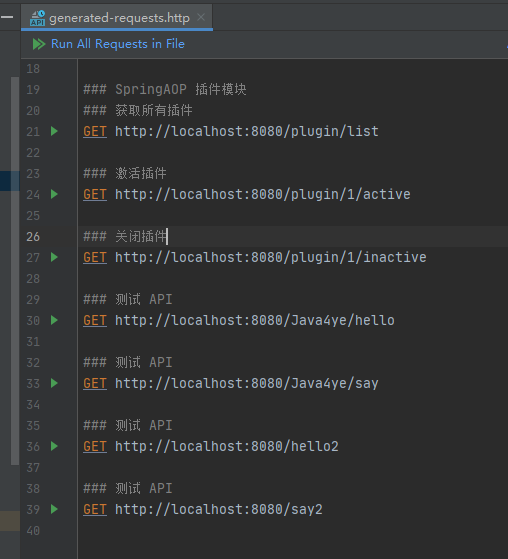 generated-requests.http
API
Run All Requests in File
18
19 ### SpringAOP 插件模块
20 ### 获取所有插件
21 GET http://localhost:8080/plugin/list
22
23 ### 激活插件
24 GET http://localhost:8080/plugin/1/active
25
26 ### 关闭插件
27 GET http://localhost:8080/plugin/1/inactive
28
29 ### 测试 API
30 GET http://localhost:8080/Java4ye/hello
31
32 ### 测试 API
33 GET http://localhost:8080/Java4ye/say
34
35 ### 测试 API
36 GET http://localhost:8080/hello2
37
38 ### 测试 API
39 GET http://localhost:8080/say2
40